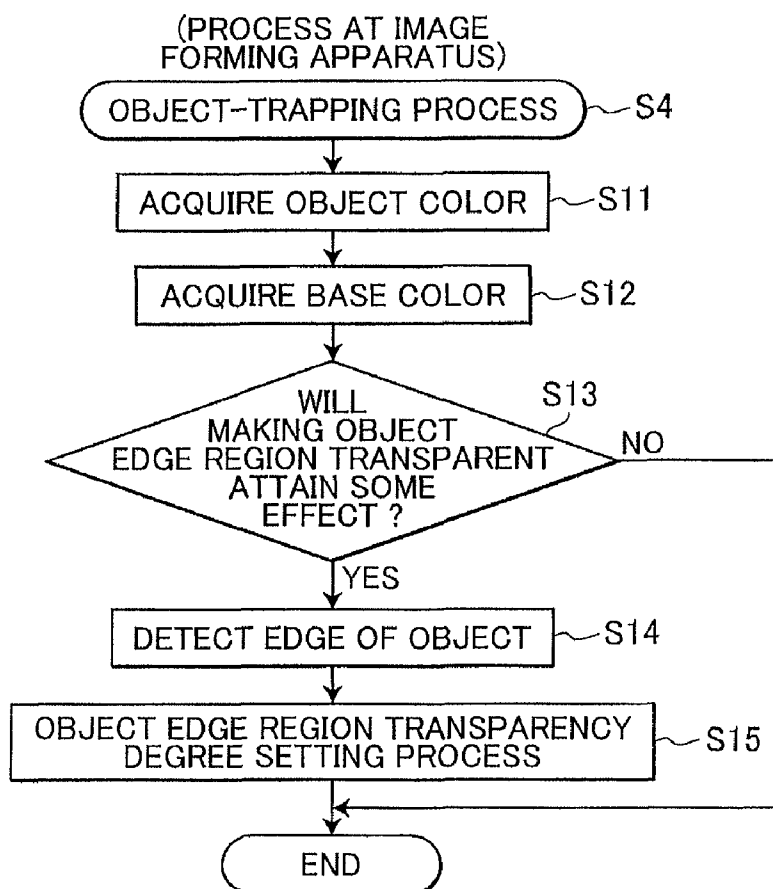 (PROCESS AT IMAGE
FORMING APPARATUS)
OBJECT-TRAPPING PROCESS
S4
ACQUIRE OBJECT COLOR
S11
ACQUIRE BASE COLOR
S12
S13
WILL
MAKING OBJECT
EDGE REGION TRANSPARENT
ATTAIN SOME
EFFECT ?
NO
YES
DETECT EDGE OF OBJECT
S14
OBJECT EDGE REGION TRANSPARENCY
DEGREE SETTING PROCESS
S15
END